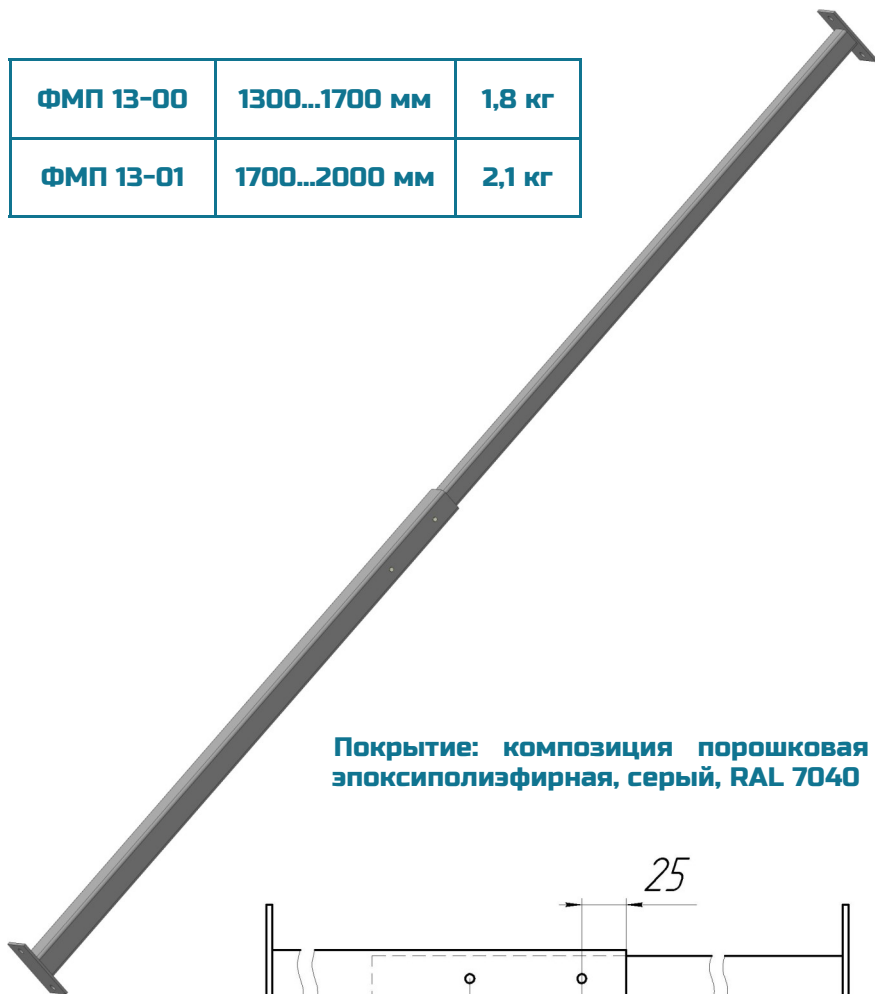 ФМП 13-00 1300...1700 мм 1,8 кг
ФМП 13-01 1700...2000 мм 2,1 кг
Покрытие: композиция порошковая
эпоксиполиэфирная, серый, RAL 7040
25